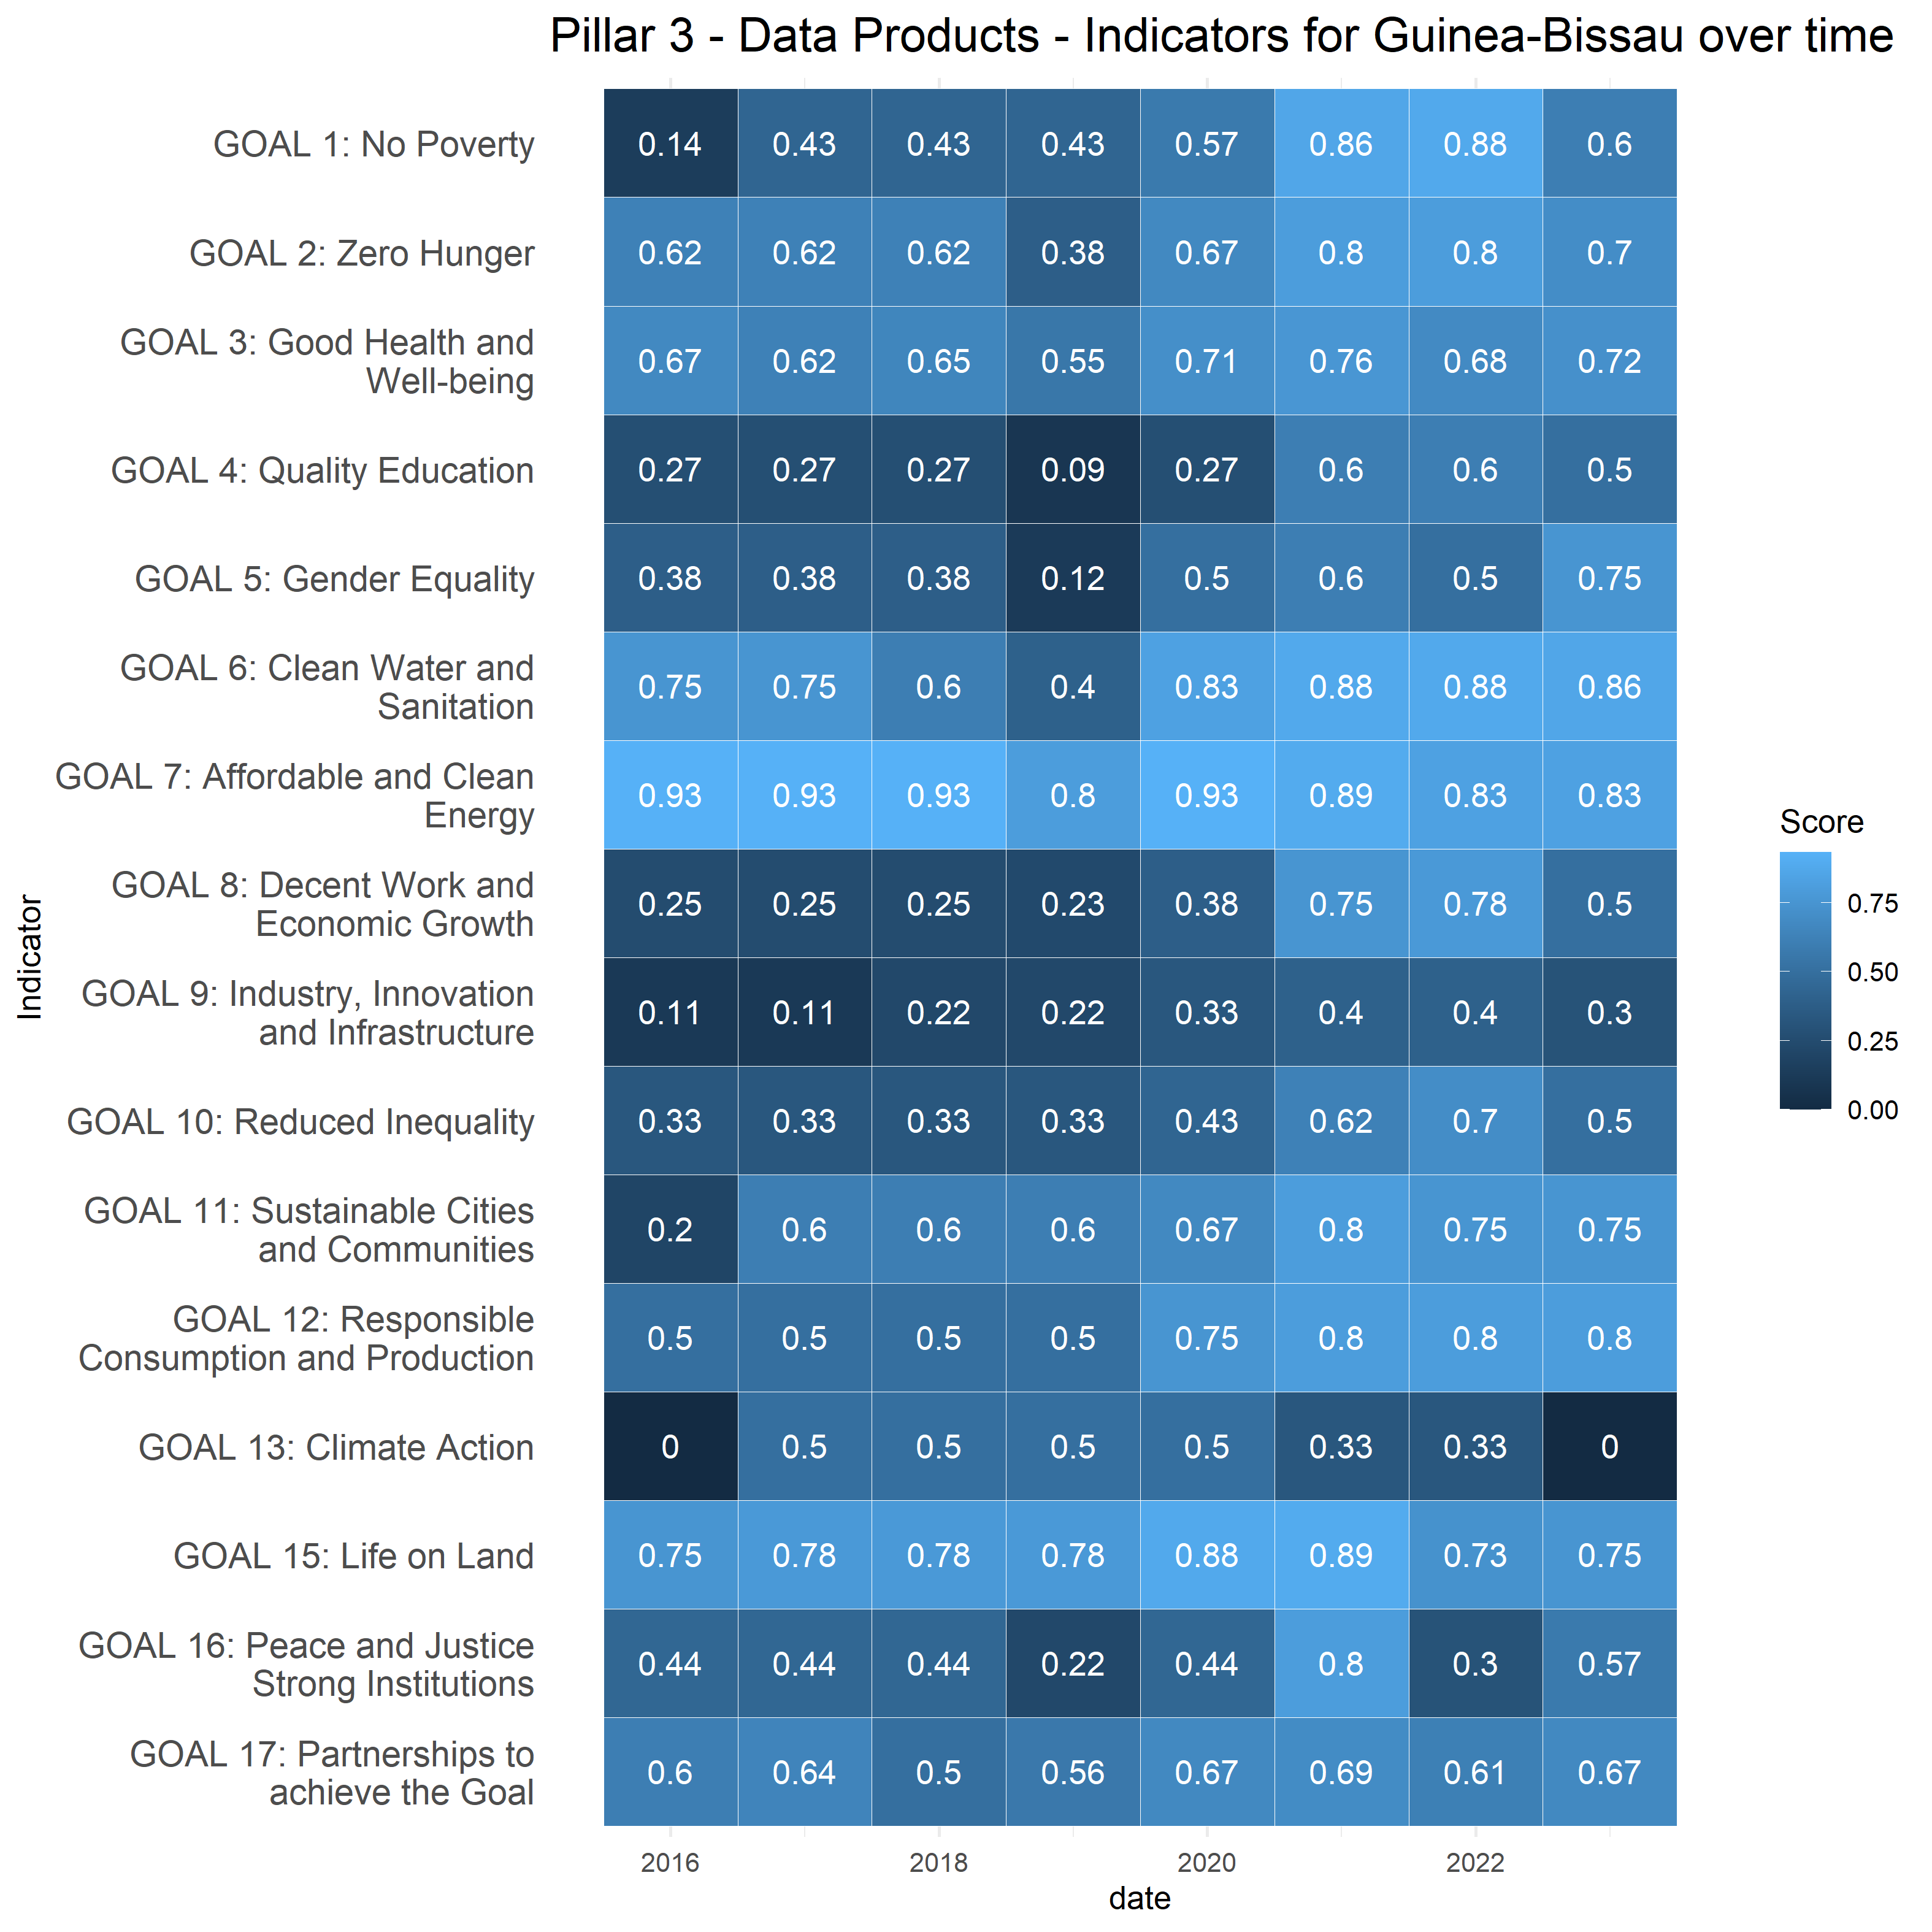 Pillar 3 - Data Products - Indicators for Guinea-Bissau over time
GOAL 1: No Poverty
0.14 0.43 0.43 0.43 0.57 0.86 0.88 0.6
GOAL 2: Zero Hunger
0.62 0.62 0.62 0.38 0.67 0.8 0.8 0.7
GOAL 3: Good Health and
Well-being
0.67 0.62 0.65 0.55 0.71 0.76 0.68 0.72
GOAL 4: Quality Education
0.27 0.27 0.27 0.09 0.27 0.6 0.6 0.5
GOAL 5: Gender Equality
0.38 0.38 0.38 0.12 0.5 0.6 0.5 0.75
GOAL 6: Clean Water and
Sanitation
0.75 0.75 0.6 0.4 0.83 0.88 0.88 0.86
GOAL 7: Affordable and Clean
Energy
0.93 0.93 0.93 0.8 0.93 0.89 0.83 0.83
GOAL 8: Decent Work and
Economic Growth
0.25 0.25 0.25 0.23 0.38 0.75 0.78 0.5
GOAL 9: Industry, Innovation
and Infrastructure
0.11 0.11 0.22 0.22 0.33 0.4 0.4 0.3
GOAL 10: Reduced Inequality
0.33 0.33 0.33 0.33 0.43 0.62 0.7 0.5
GOAL 11: Sustainable Cities
and Communities
0.2 0.6 0.6 0.6 0.67 0.8 0.75 0.75
GOAL 12: Responsible
Consumption and Production
0.5 0.5 0.5 0.5 0.75 0.8 0.8 0.8
GOAL 13: Climate Action
0 0.5 0.5 0.5 0.5 0.33 0.33 0
GOAL 15: Life on Land
0.75 0.78 0.78 0.78 0.88 0.89 0.73 0.75
GOAL 16: Peace and Justice
Strong Institutions
0.44 0.44 0.44 0.22 0.44 0.8 0.3 0.57
GOAL 17: Partnerships to
achieve the Goal
0.6 0.64 0.5 0.56 0.67 0.69 0.61 0.67
2016 2018 2020 2022
date
Indicator
Score
0.75
0.50
0.25
0.00